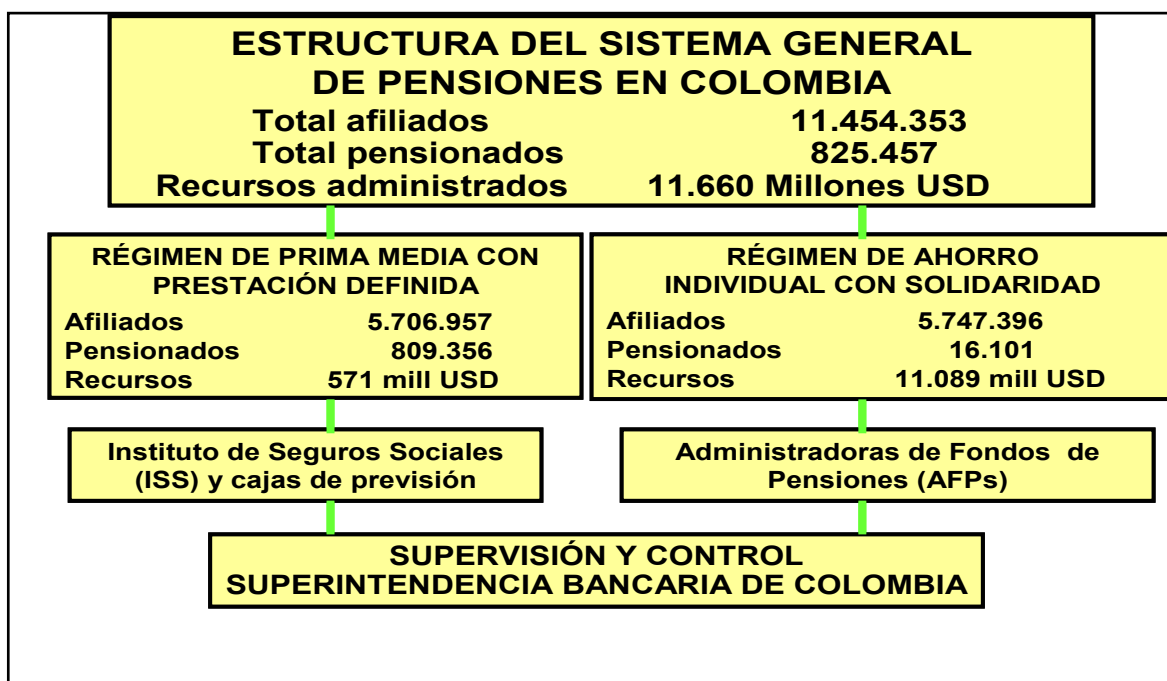 ESTRUCTURA DEL SISTEMA GENERAL
DE PENSIONES EN COLOMBIA
Total afiliados 11.454.353
Total pensionados 825.457
Recursos administrados 11.660 Millones USD
RÉGIMEN DE PRIMA MEDIA CON
PRESTACIÓN DEFINIDA
Afiliados 5.706.957
Pensionados 809.356
Recursos 571 mill USD
RÉGIMEN DE AHORRO
INDIVIDUAL CON SOLIDARIDAD
Afiliados 5.747.396
Pensionados 16.101
Recursos 11.089 mill USD
Instituto de Seguros Sociales
(ISS) y cajas de previsión
Administradoras de Fondos de
Pensiones (AFPs)
SUPERVISIÓN Y CONTROL
SUPERINTENDENCIA BANCARIA DE COLOMBIA